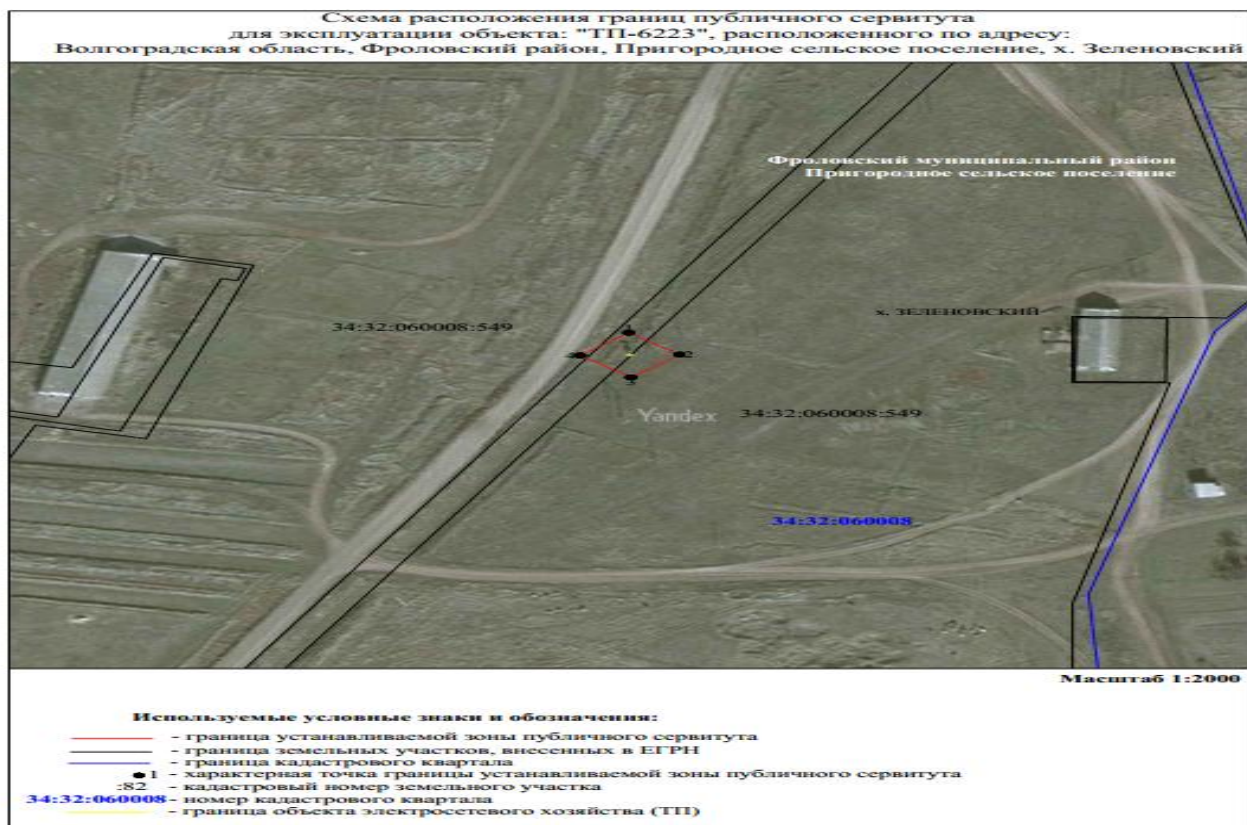 Схема расположения границ публичного сервитута
для эксплуатации объекта: "ТП-6223", расположенного по адресу:
Волгоградская область, Фроловский район, Пригородное сельское поселение, х. Зеленовский
Фроловский муниципальный район
Пригородное сельское поселение
х. ЗЕЛЕНОВСКИЙ
34:32:060008:549
1
2
3
Yandex
34:32:060008:549
34:32:060008
Масштаб 1:2000
Используемые условные знаки и обозначения:
- граница устанавливаемой зоны публичного сервитута
- граница земельных участков, внесенных в ЕГРН
- граница кадастрового квартала
1 - характерная точка границы устанавливаемой зоны публичного сервитута
:82 - кадастровый номер земельного участка
34:32:060008 - номер кадастрового квартала
- граница объекта электросетевого хозяйства (ТП)